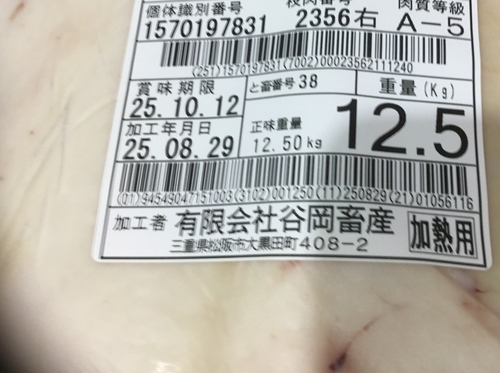 個体識別番号 枝肉番号 肉質等級
1570197831 2356右 A-5
(251)1570197831(7002)00023562111240
賞味期限 と畜番号38 重量(Kg)
25.10.12
加工年月日 正味重量 12.5
25.08.29 12.50kg
(01)94549047151003(3102)001250(11)250829(21)01056116
加工者 有限会社谷岡畜産
三重県松阪市大黒田町408-2
加熱用